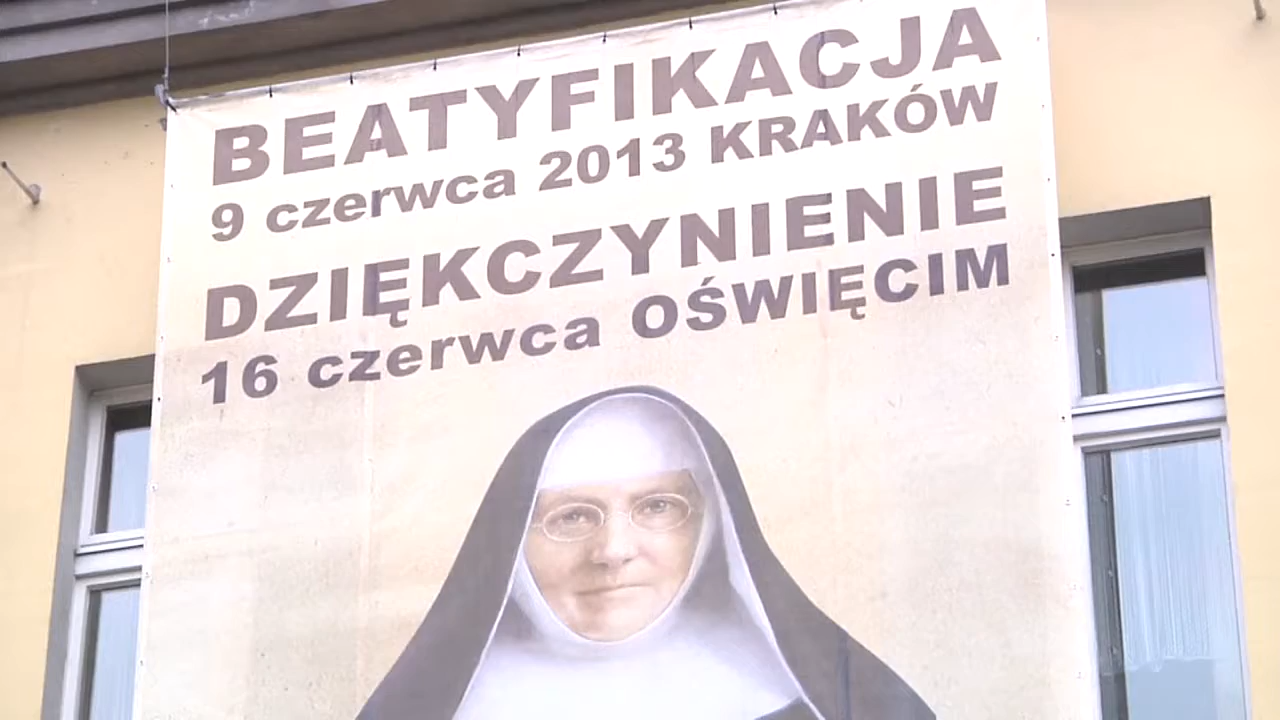 BEATYFIKACJA
9 czerwca 2013 KRAKÓW
DZIĘKCZYNIENIE
16 czerwca OŚWIĘCIM